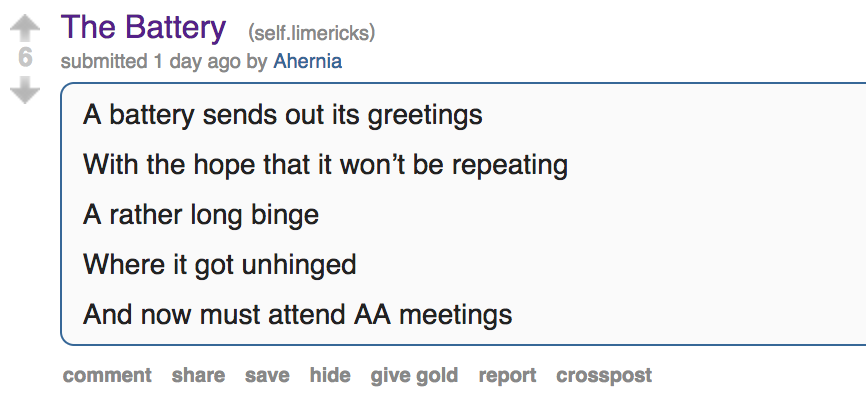 The Battery (self.limericks)
6
submitted 1 day ago by Ahernia
A battery sends out its greetings
With the hope that it won’t be repeating
A rather long binge
Where it got unhinged
And now must attend AA meetings
comment share save hide give gold report crosspost